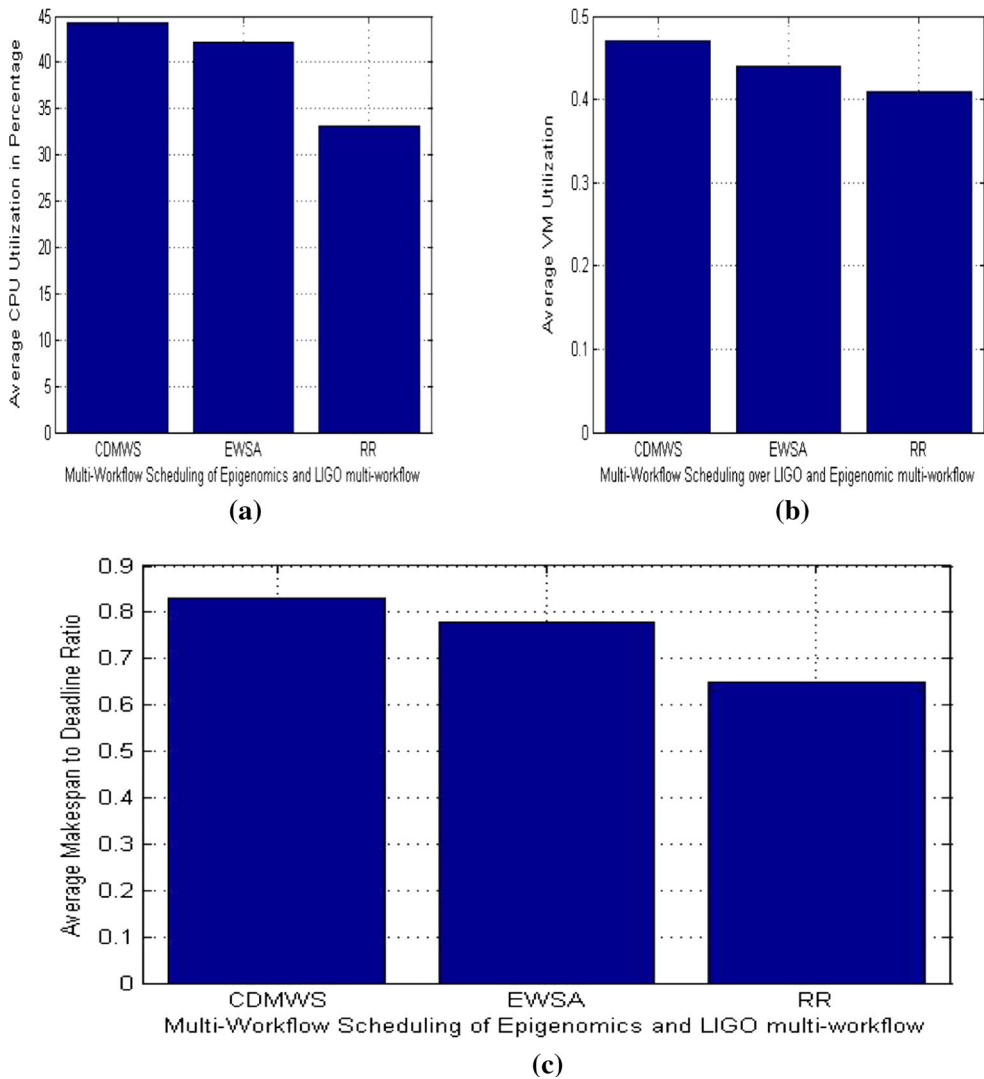 Average CPU Utilization in Percentage
45
40
35
30
25
20
15
10
5
0
CDMWS EWSA RR
Multi-Workflow Scheduling of Epigenomics and LIGO multi-workflow
(a)
Average VM Utilization
0.5
0.4
0.3
0.2
0.1
0
CDMWS EWSA RR
Multi-Workflow Scheduling over LIGO and Epigenomic multi-workflow
(b)
Average Makespan to Deadline Ratio
0.9
0.8
0.7
0.6
0.5
0.4
0.3
0.2
0.1
0
CDMWS EWSA RR
Multi-Workflow Scheduling of Epigenomics and LIGO multi-workflow
(c)